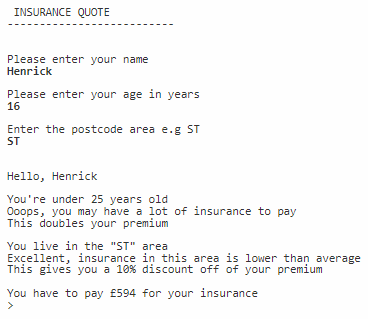 INSURANCE QUOTE
--------------------------
Please enter your name
Henrick
Please enter your age in years
16
Enter the postcode area e.g ST
ST
Hello, Henrick
You're under 25 years old
Ooops, you may have a lot of insurance to pay
This doubles your premium
You live in the "ST" area
Excellent, insurance in this area is lower than average
This gives you a 10% discount off of your premium
You have to pay £594 for your insurance
>